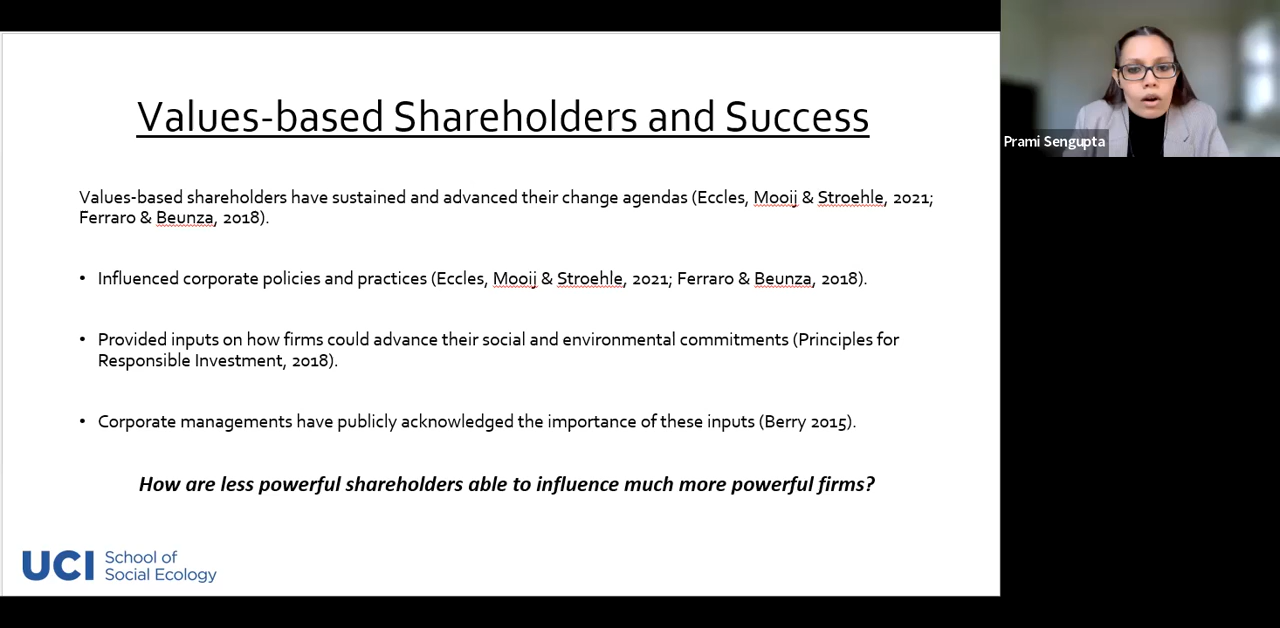 Values-based Shareholders and Success
Values-based shareholders have sustained and advanced their change agendas (Eccles, Mooij & Stroehle, 2021;
Ferraro & Beunza, 2018).
• Influenced corporate policies and practices (Eccles, Mooij & Stroehle, 2021; Ferraro & Beunza, 2018).
• Provided inputs on how firms could advance their social and environmental commitments (Principles for
Responsible Investment, 2018).
• Corporate managements have publicly acknowledged the importance of these inputs (Berry 2015).
How are less powerful shareholders able to influence much more powerful firms?
UCI School of
Social Ecology
Prami Sengupta